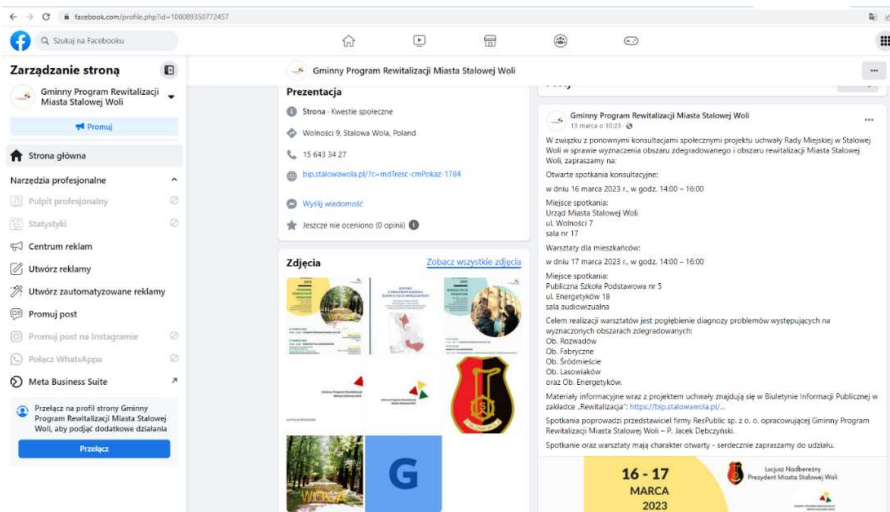 facebook.com/profile.php?id=100089350772457
Szukaj na Facebooku
Zarządzanie stroną
Gminny Program Rewitalizacji
Miasta Stalowej Woli
Promuj
Strona główna
Narzędzia profesjonalne
Pulpit profesjonalny
Statystyki
Centrum reklam
Utwórz reklamy
Utwórz zautomatyzowane reklamy
Promuj post
Promuj post na Instagramie
Połącz WhatsAppa
Meta Business Suite
Przełącz na profil strony Gminny
Program Rewitalizacji Miasta Stalowej
Woli, aby podjąć dodatkowe działania
Przełącz
Gminny Program Rewitalizacji Miasta Stalowej Woli
Prezentacja
Strona · Kwestie społeczne
Wolności 9, Stalowa Wola, Poland
15 643 34 27
bip.stalowawola.pl/?c=mdTresc-cmPokaz-1784
Wyślij wiadomość
Jeszcze nie oceniono (0 opinii)
Zdjęcia
Zobacz wszystkie zdjęcia
G
Gminny Program Rewitalizacji Miasta Stalowej Woli
13 marca o 10:23
W związku z ponownymi konsultacjami społecznymi projektu uchwały Rady Miejskiej w Stalowej
Woli w sprawie wyznaczenia obszaru zdegradowanego i obszaru rewitalizacji Miasta Stalowej
Woli, zapraszamy na:
Otwarte spotkania konsultacyjne:
w dniu 16 marca 2023 r., w godz. 14:00 – 16:00
Miejsce spotkania:
Urząd Miasta Stalowej Woli
ul. Wolności 7
sala nr 17
Warsztaty dla mieszkańców:
w dniu 17 marca 2023 r., w godz. 14:00 – 16:00
Miejsce spotkania:
Publiczna Szkoła Podstawowa nr 5
ul. Energetyków 18
sala audiowizualna
Celem realizacji warsztatów jest pogłębienie diagnozy problemów występujących na
wyznaczonych obszarach zdegradowanych:
Ob. Rozwadów
Ob. Fabryczne
Ob. Śródmieście
Ob. Lasowiaków
oraz Ob. Energetyków.
Materiały informacyjne wraz z projektem uchwały znajdują się w Biuletynie Informacji Publicznej w
zakładce „Rewitalizacja": https://bip.stalowawola.pl/...
Spotkania poprowadzi przedstawiciel firmy ResPublic sp. z o. o. opracowującej Gminny Program
Rewitalizacji Miasta Stalowej Woli – P. Jacek Dębczyński.
Spotkanie oraz warsztaty mają charakter otwarty - serdecznie zapraszamy do udziału.
16 - 17
MARCA
2023
Lucjusz Nadbereżny
Prezydent Miasta Stalowej Woli